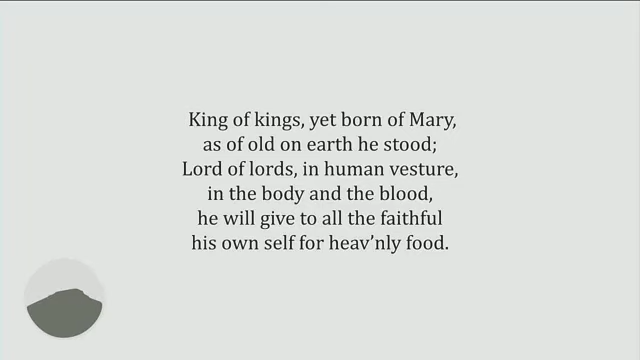 King of kings, yet born of Mary,
as of old on earth he stood;
Lord of lords, in human vesture,
in the body and the blood,
he will give to all the faithful
his own self for heav’nly food.